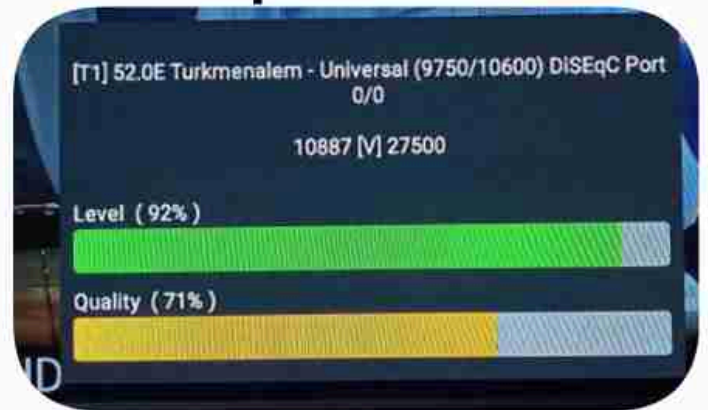 [T1] 52.0E Turkmenalem - Universal (9750/10600) DiSEqC Port
0/0
10887 [V] 27500
Level ( 92% )
Quality ( 71% )